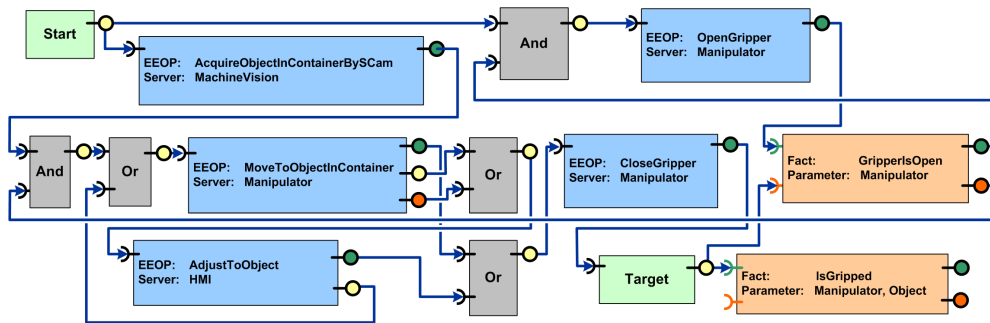 Start
And
EEOP: OpenGripper
Server: Manipulator
EEOP: AcquireObjectInContainerBySCam
Server: MachineVision
And
Or
EEOP: MoveToObjectInContainer
Server: Manipulator
Or
EEOP: CloseGripper
Server: Manipulator
Fact: GripperIsOpen
Parameter: Manipulator
EEOP: AdjustToObject
Server: HMI
Or
Target
Fact: IsGripped
Parameter: Manipulator, Object